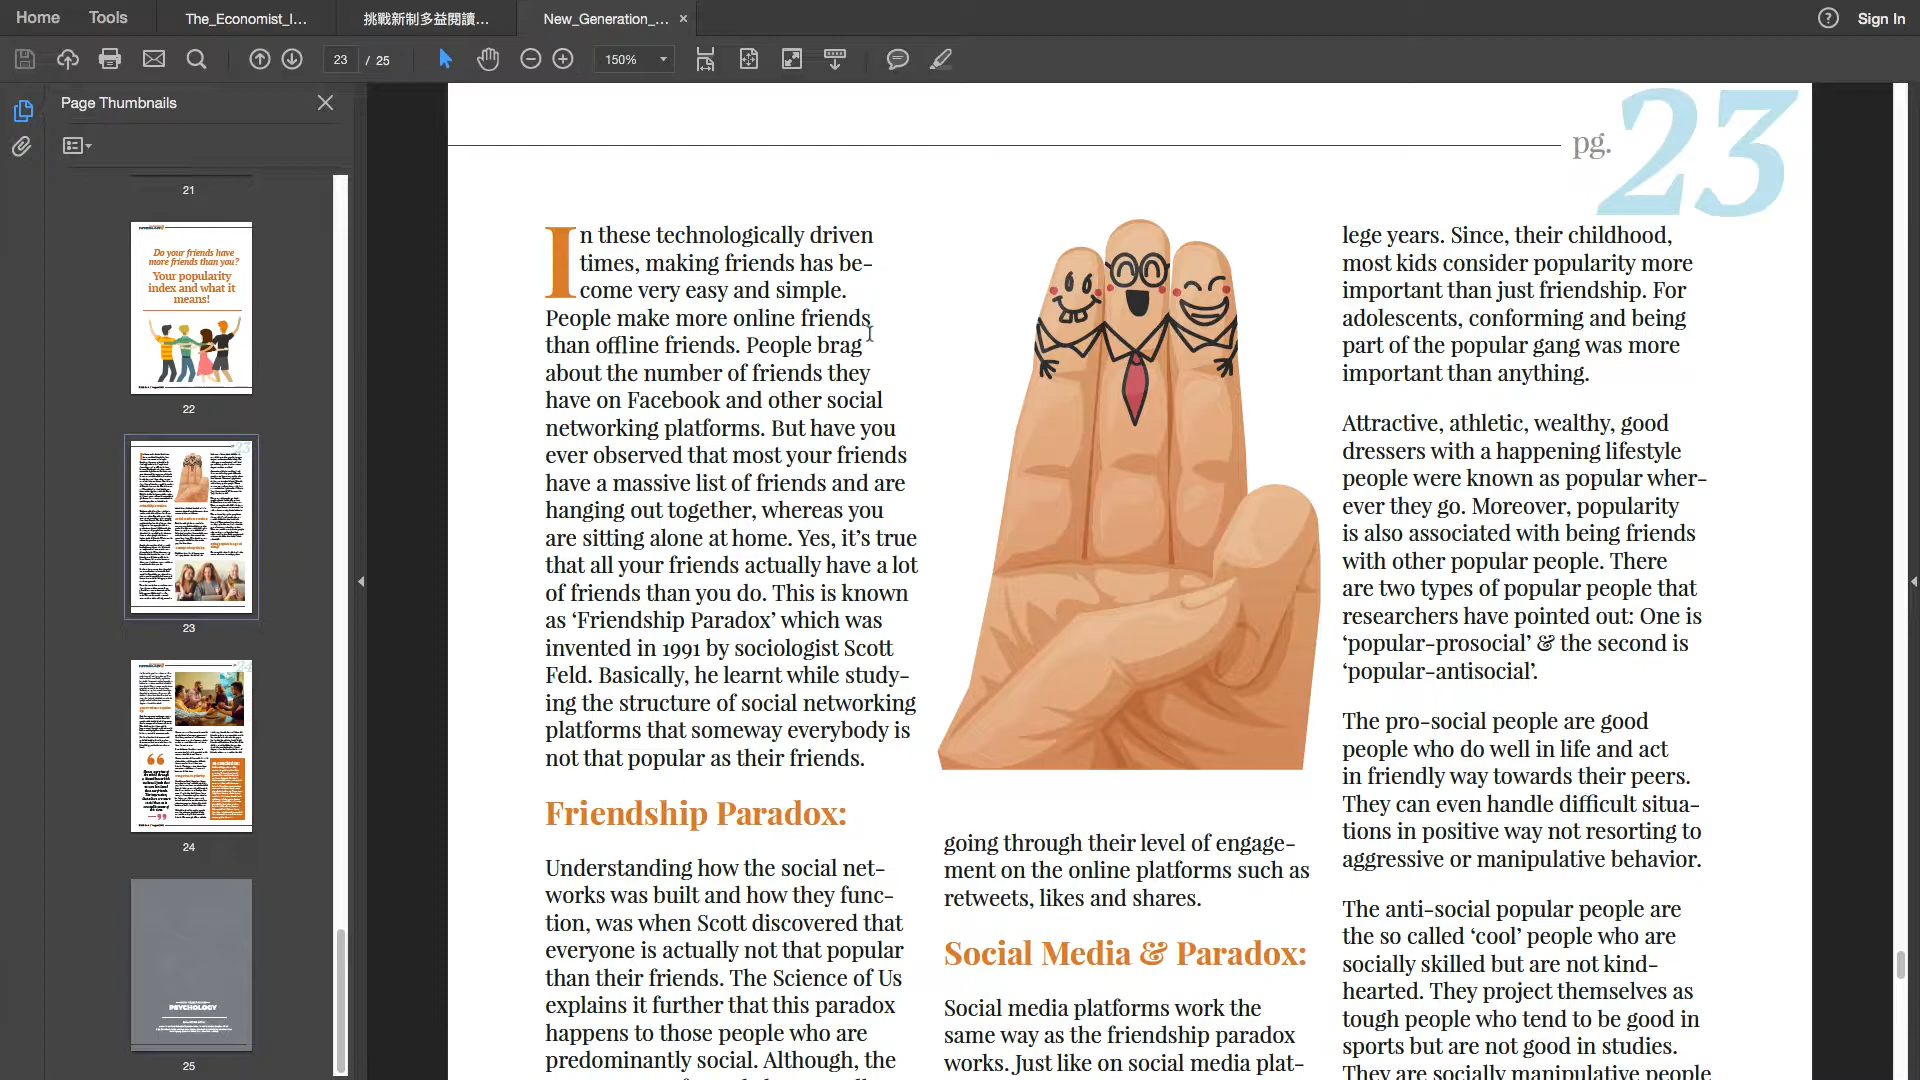 Home
Tools
The_Economist_I...
挑戰新制多益閱讀...
New_Generation_...
Sign In
23
/ 25
150%
Page Thumbnails
21
Do your friends have
more friends than you?
Your popularity
index and what it
means!
22
23
24
PSYCHOLOGY
25
pg. 23
In these technologically driven
times, making friends has be-
come very easy and simple.
People make more online friends
than offline friends. People brag
about the number of friends they
have on Facebook and other social
networking platforms. But have you
ever observed that most your friends
have a massive list of friends and are
hanging out together, whereas you
are sitting alone at home. Yes, it's true
that all your friends actually have a lot
of friends than you do. This is known
as ‘Friendship Paradox’ which was
invented in 1991 by sociologist Scott
Feld. Basically, he learnt while study-
ing the structure of social networking
platforms that someway everybody is
not that popular as their friends.
Friendship Paradox:
Understanding how the social net-
works was built and how they func-
tion, was when Scott discovered that
everyone is actually not that popular
than their friends. The Science of Us
explains it further that this paradox
happens to those people who are
predominantly social. Although, the
going through their level of engage-
ment on the online platforms such as
retweets, likes and shares.
Social Media & Paradox:
Social media platforms work the
same way as the friendship paradox
works. Just like on social media plat-
lege years. Since, their childhood,
most kids consider popularity more
important than just friendship. For
adolescents, conforming and being
part of the popular gang was more
important than anything.
Attractive, athletic, wealthy, good
dressers with a happening lifestyle
people were known as popular wher-
ever they go. Moreover, popularity
is also associated with being friends
with other popular people. There
are two types of popular people that
researchers have pointed out: One is
‘popular-prosocial’ & the second is
‘popular-antisocial’.
The pro-social people are good
people who do well in life and act
in friendly way towards their peers.
They can even handle difficult situa-
tions in positive way not resorting to
aggressive or manipulative behavior.
The anti-social popular people are
the so called ‘cool’ people who are
socially skilled but are not kind-
hearted. They project themselves as
tough people who tend to be good in
sports but are not good in studies.
They are socially manipulative people